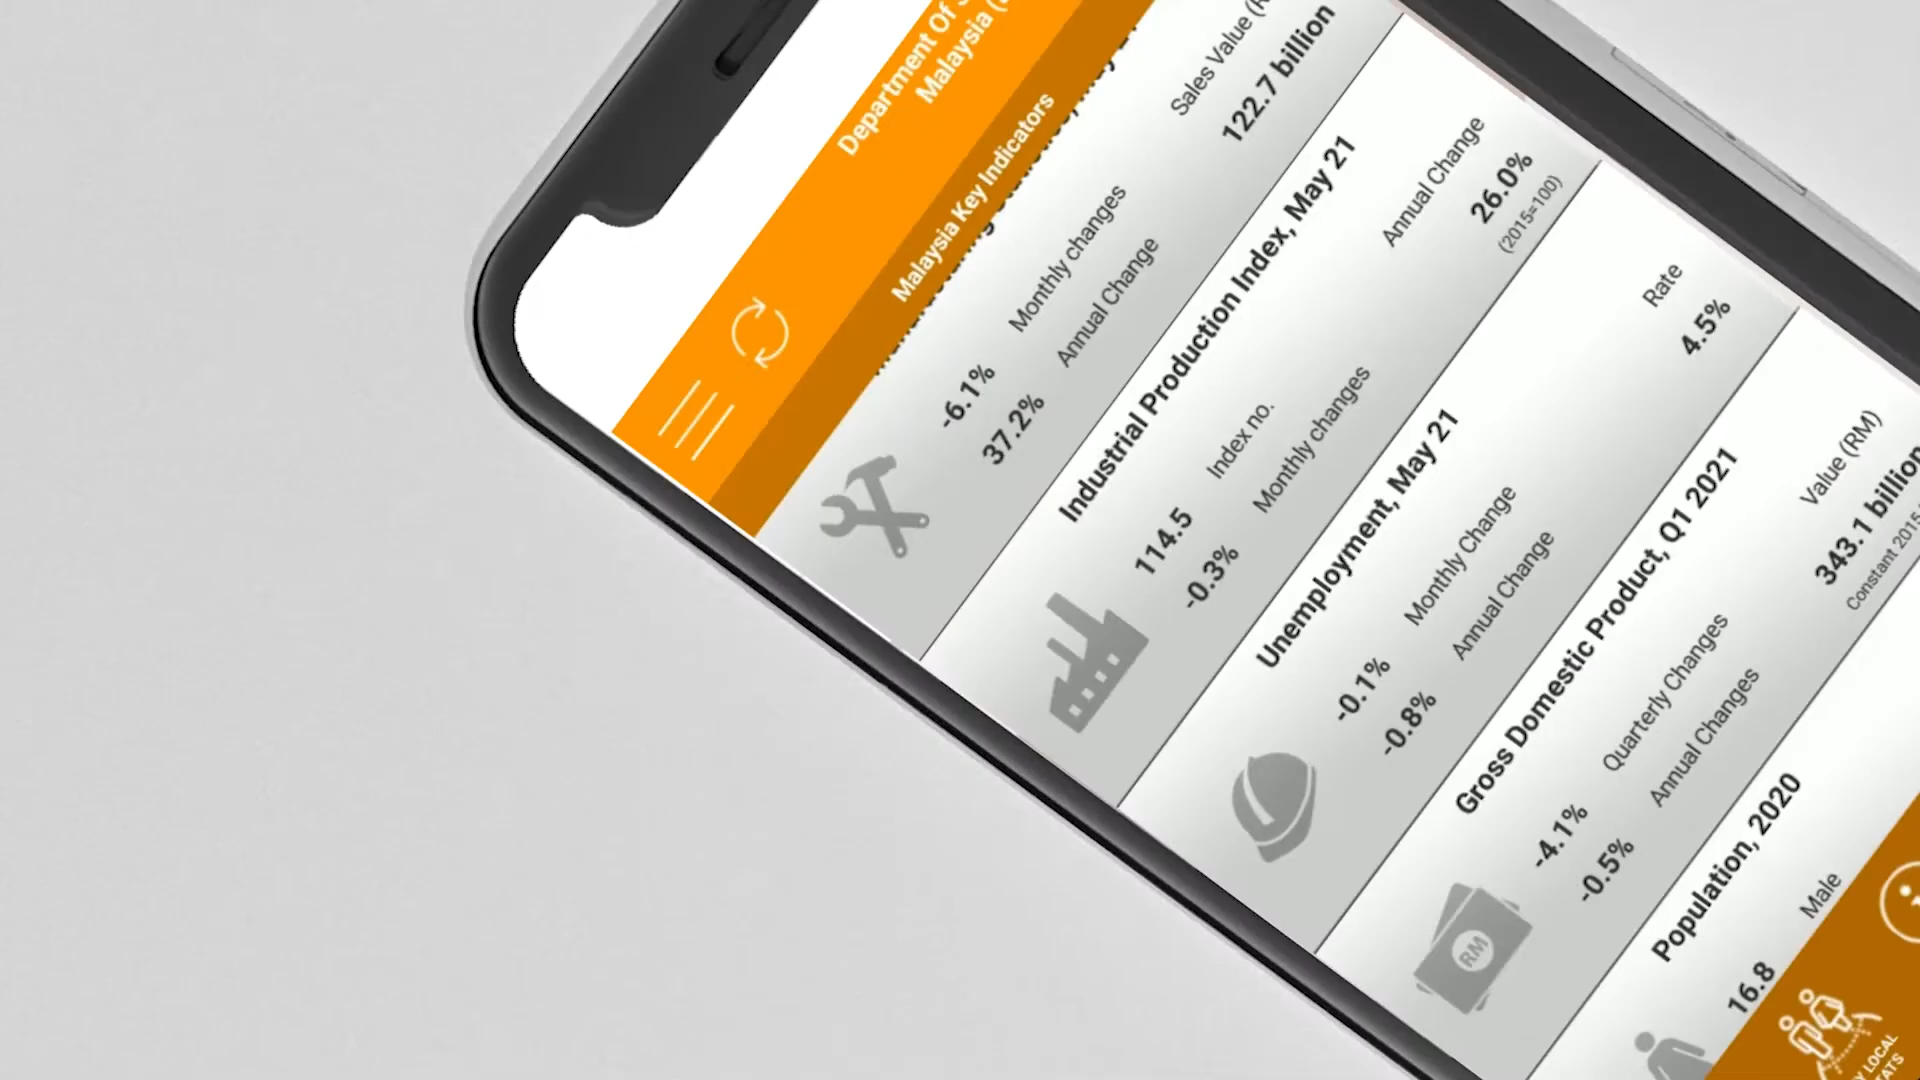 Department Of
Malaysia
Malaysia Key Indicators
Sales Value
122.7 billion
-6.1% Monthly changes
37.2% Annual Change
Industrial Production Index, May 21
114.5 Index no.
Annual Change
26.0%
-0.3% Monthly changes
(2015=100)
Unemployment, May 21
Rate
-0.1% Monthly Change
4.5%
-0.8% Annual Change
Gross Domestic Product, Q1 2021
Value (RM)
-4.1% Quarterly Changes
343.1 billion
-0.5% Annual Changes
Constant 2015
RM
Population, 2020
16.8 Male
LOCAL